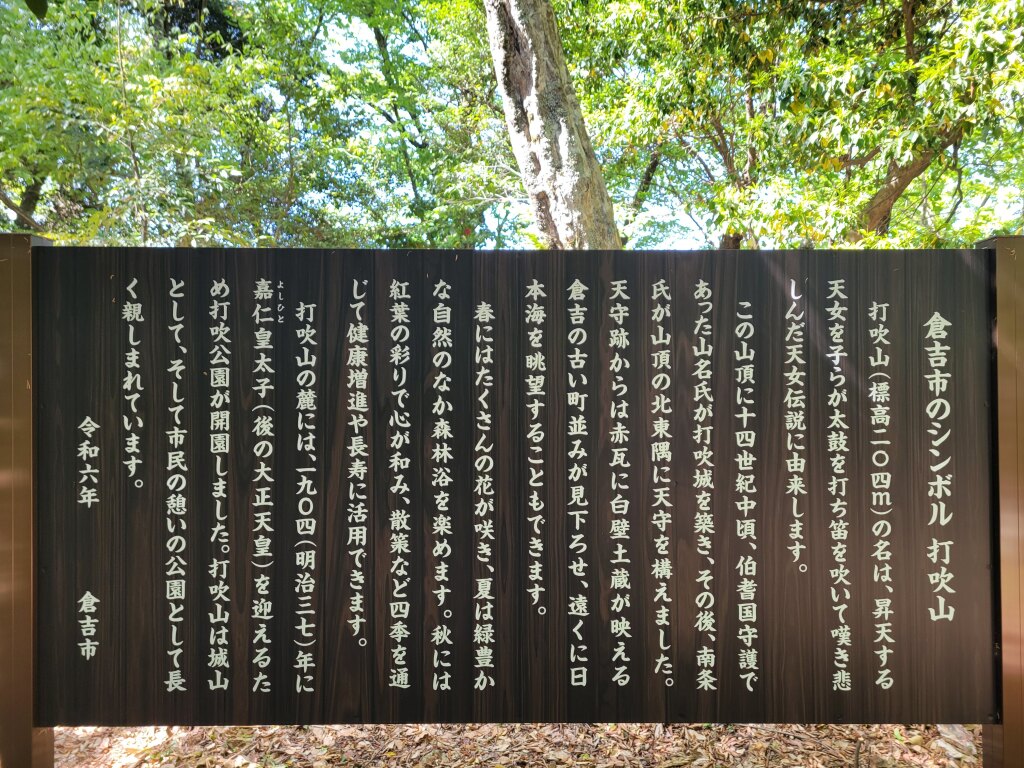 倉吉市のシンボル 打吹山
打吹山(標高二〇四m)の名は、昇天する
天女を子らが太鼓を打ち笛を吹いて嘆き悲
しんだ天女伝説に由来します。
この山頂に十四世紀中頃、伯耆国守護で
あった山名氏が打吹城を築き、その後、南条
氏が山頂の北東隅に天守を構えました。
天守跡からは赤瓦に白壁土蔵が映える
倉吉の古い町並みが見下ろせ、遠くに日
本海を眺望することもできます。
春にはたくさんの花が咲き、夏は緑豊か
な自然のなか森林浴を楽めます。秋には
紅葉の彩りで心が和み、散策など四季を通
じて健康増進や長寿に活用できます。
打吹山の麓には、一九〇四(明治三七)年に
嘉仁皇太子(後の大正天皇)を迎えるた
よしひと
め打吹公園が開園しました。打吹山は城山
として、そして市民の憩いの公園として長
く親しまれています。
令和六年 倉吉市